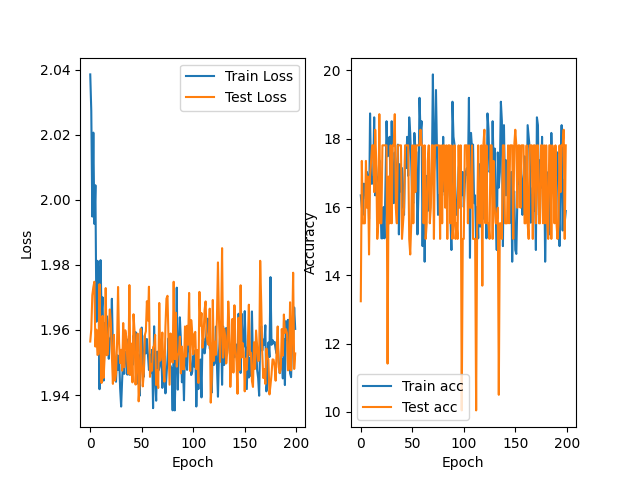 2.04
2.02
2.00
1.98
1.96
1.94
Loss
0
50
100
150
200
Epoch
Train Loss
Test Loss
20
18
16
14
12
10
Accuracy
0
50
100
150
200
Epoch
Train acc
Test acc